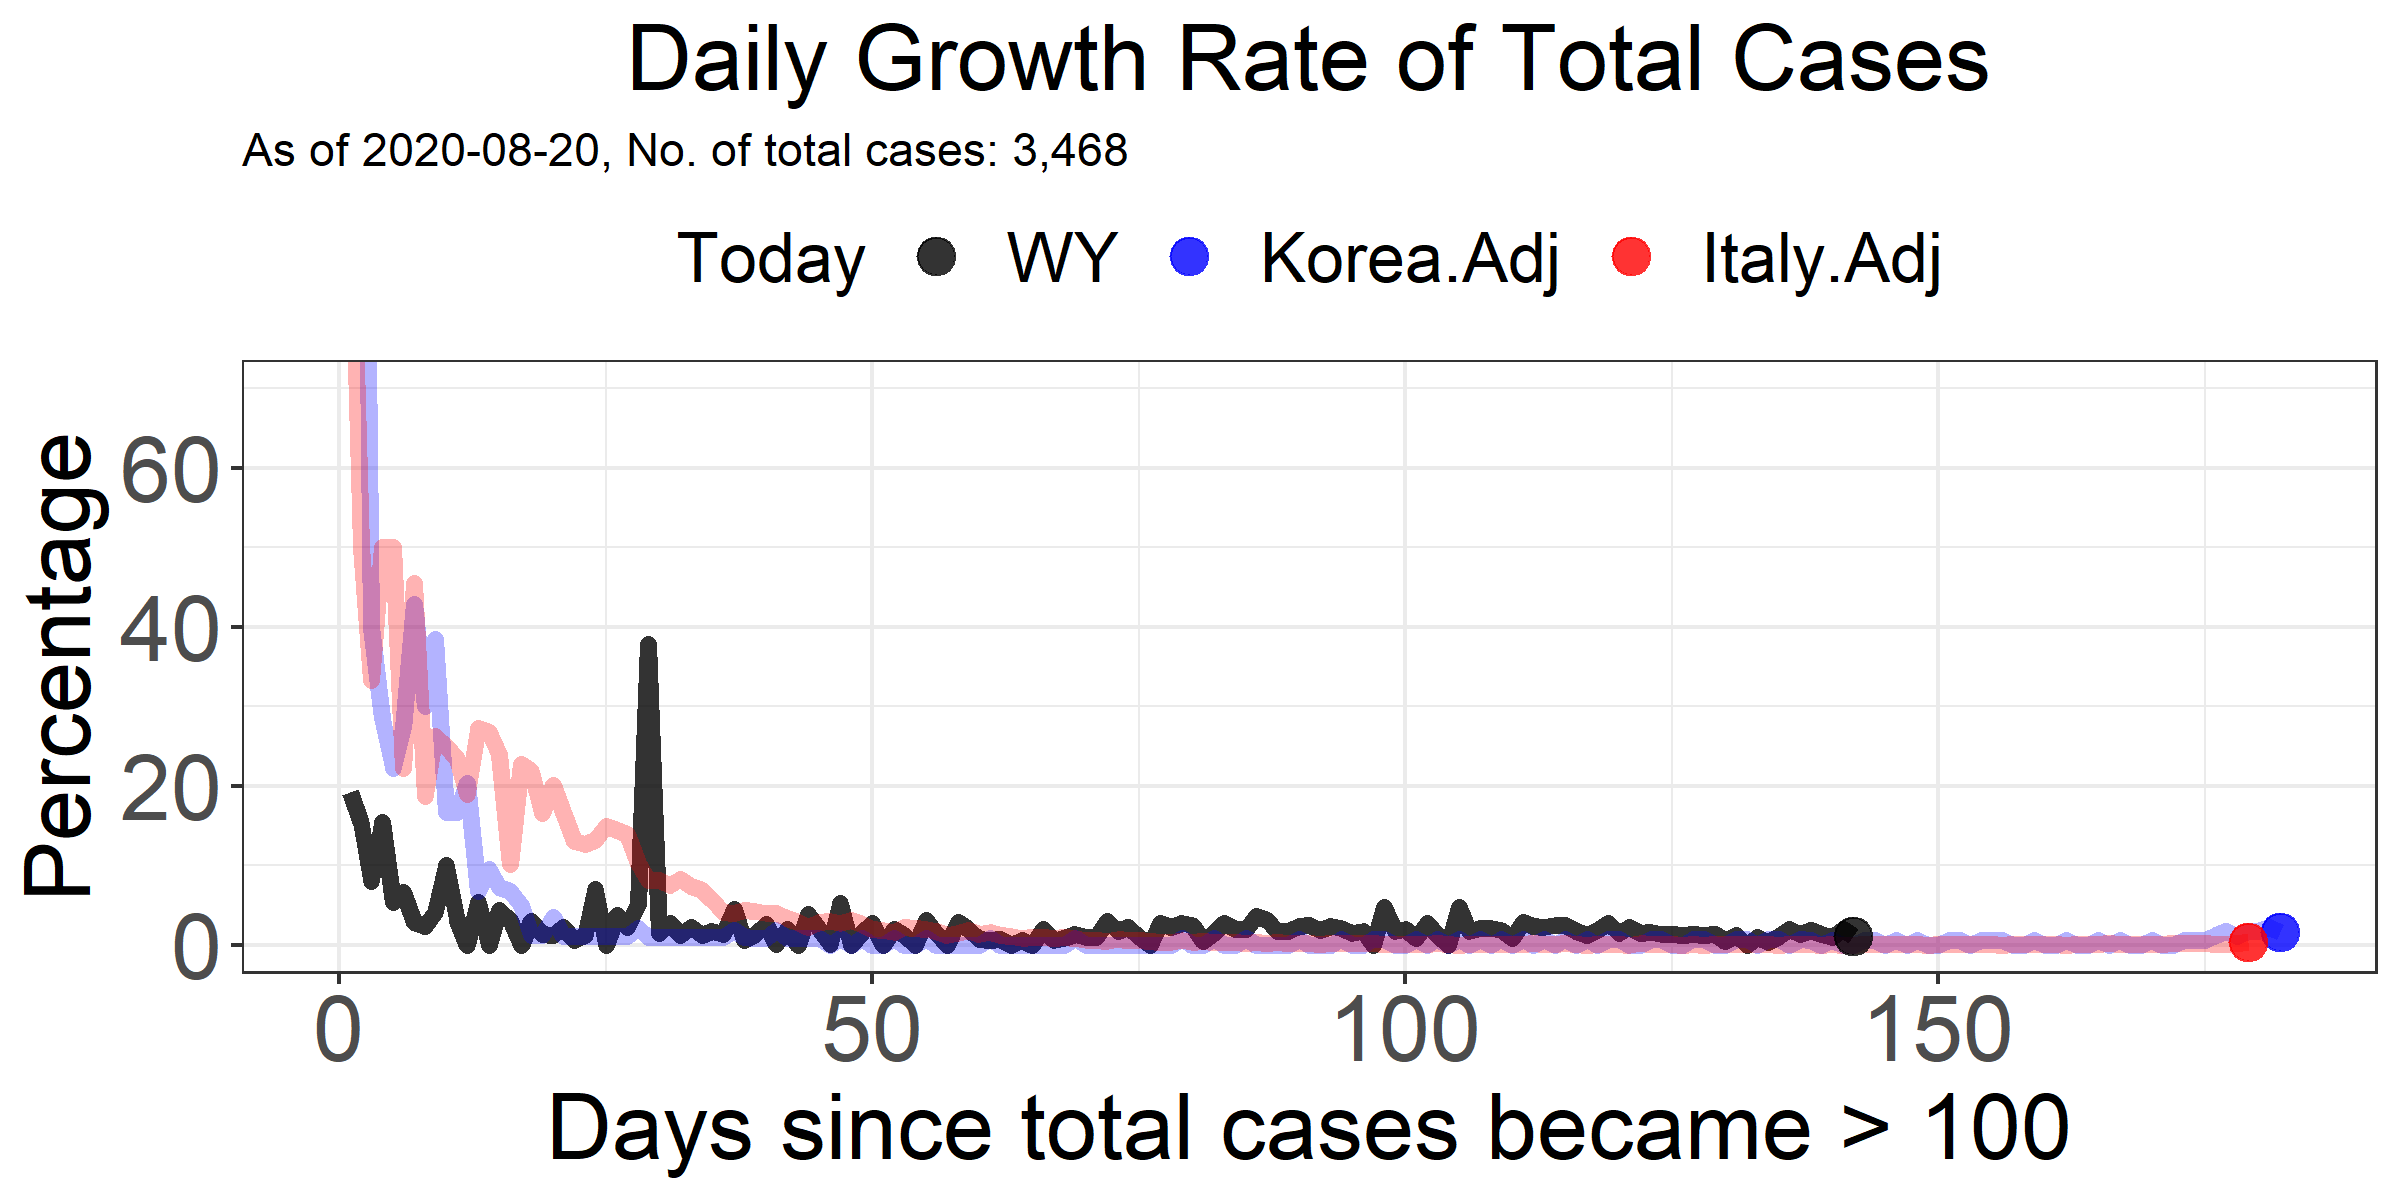 Daily Growth Rate of Total Cases
As of 2020-08-20, No. of total cases: 3,468
Today WY Korea.Adj Italy.Adj
Percentage
60
40
20
0
0 50 100 150
Days since total cases became > 100